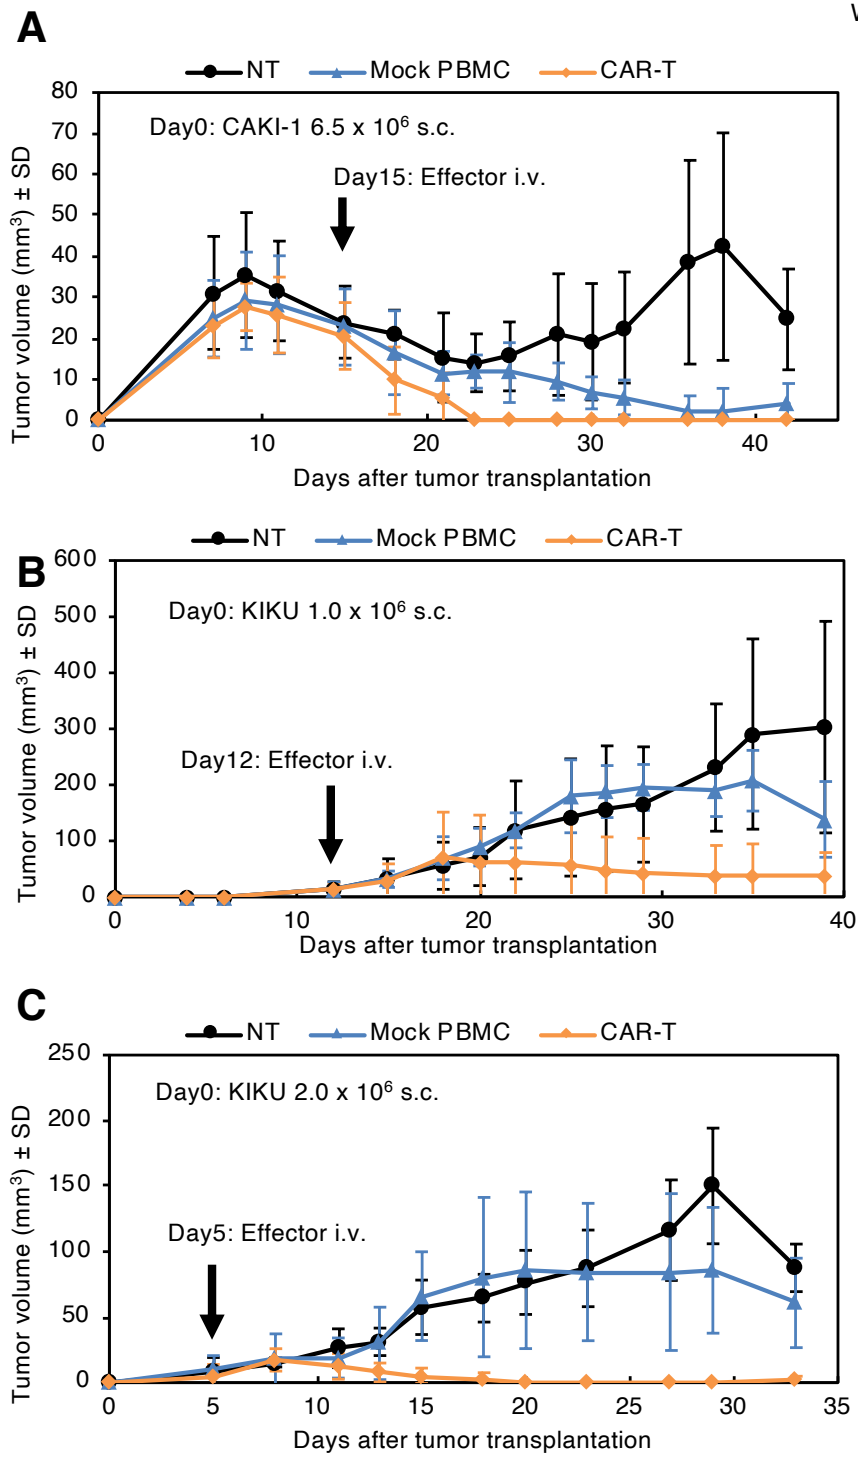 A
NT Mock PBMC CAR-T
Tumor volume (mm³) ± SD
80
70
60
50
40
30
20
10
0
Day0: CAKI-1 6.5 x 10⁶ s.c.
Day15: Effector i.v.
0 10 20 30 40
Days after tumor transplantation
B
NT Mock PBMC CAR-T
Tumor volume (mm³) ± SD
600
500
400
300
200
100
0
Day0: KIKU 1.0 x 10⁶ s.c.
Day12: Effector i.v.
0 10 20 30 40
Days after tumor transplantation
C
NT Mock PBMC CAR-T
Tumor volume (mm³) ± SD
250
200
150
100
50
0
Day0: KIKU 2.0 x 10⁶ s.c.
Day5: Effector i.v.
0 5 10 15 20 25 30 35
Days after tumor transplantation